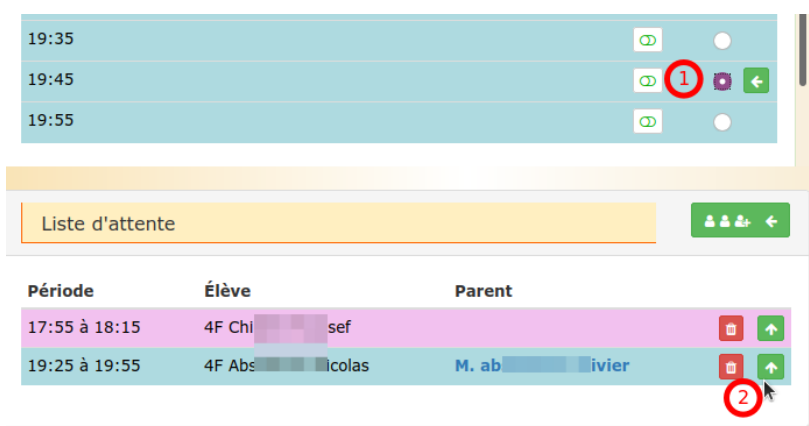 19:35
19:45 1
19:55
Liste d'attente
Période Élève Parent
17:55 à 18:15 4F Chi sef
19:25 à 19:55 4F Abs icolas M. ab ivier
2